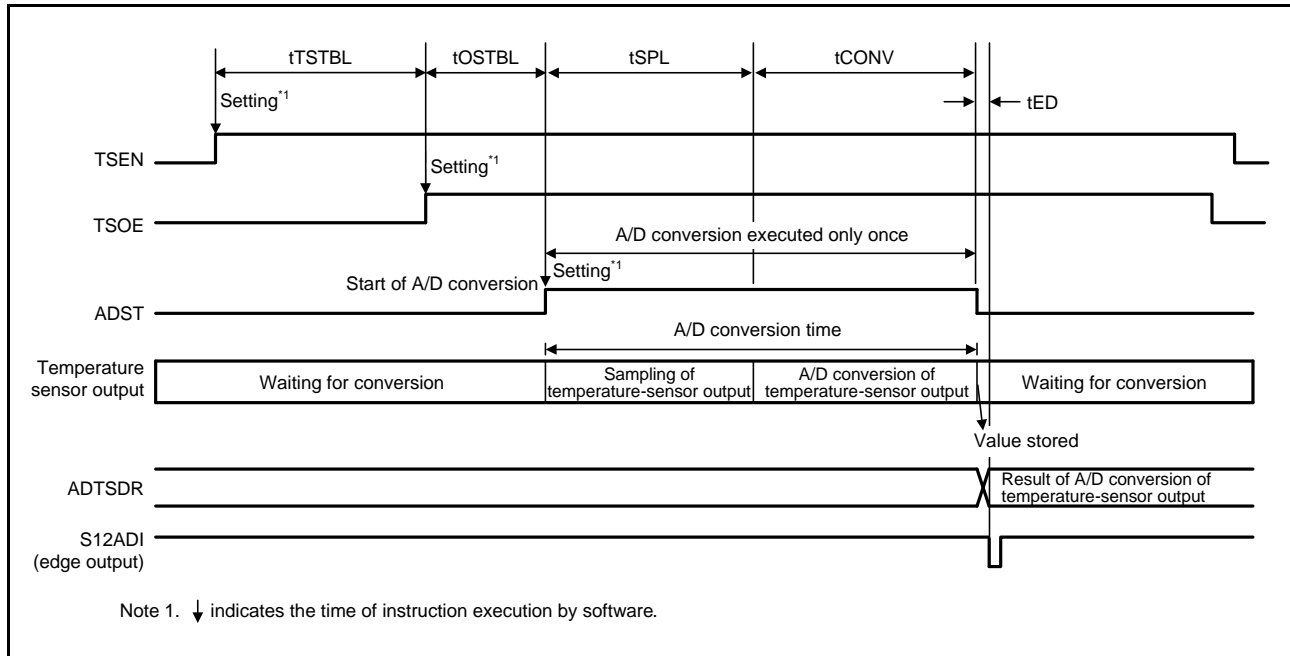 tTSTBL tOSTBL tSPL tCONV
tED
Setting*1
TSEN
Setting*1
TSOE
A/D conversion executed only once
Setting*1
Start of A/D conversion
ADST
A/D conversion time
Temperature
sensor output
Waiting for conversion
Sampling of
temperature-sensor output
A/D conversion of
temperature-sensor output
Waiting for conversion
Value stored
ADTSDR
Result of A/D conversion of
temperature-sensor output
S12ADI
(edge output)
Note 1. ↓ indicates the time of instruction execution by software.